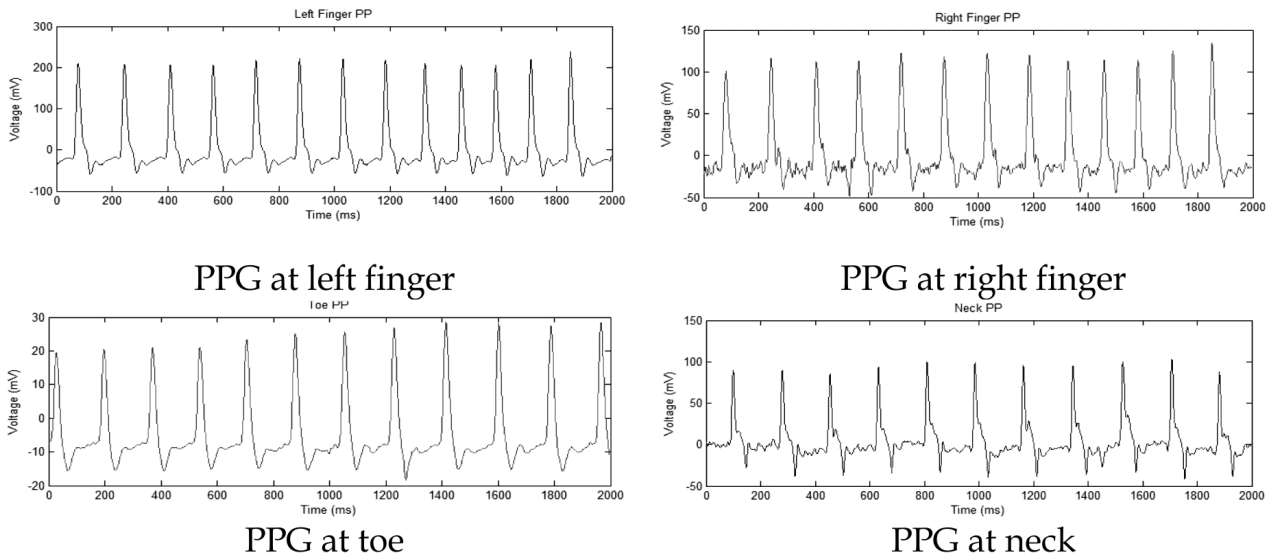 Left Finger PP
300
200
100
0
-100
Voltage (mV)
0 200 400 600 800 1000 1200 1400 1600 1800 2000
Time (ms)
PPG at left finger
Right Finger PP
150
100
50
0
-50
Voltage (mV)
0 200 400 600 800 1000 1200 1400 1600 1800 2000
Time (ms)
PPG at right finger
Toe PP
30
20
10
0
-10
-20
Voltage (mV)
0 200 400 600 800 1000 1200 1400 1600 1800 2000
Time (ms)
PPG at toe
Neck PP
150
100
50
0
-50
Voltage (mV)
0 200 400 600 800 1000 1200 1400 1600 1800 2000
Time (ms)
PPG at neck